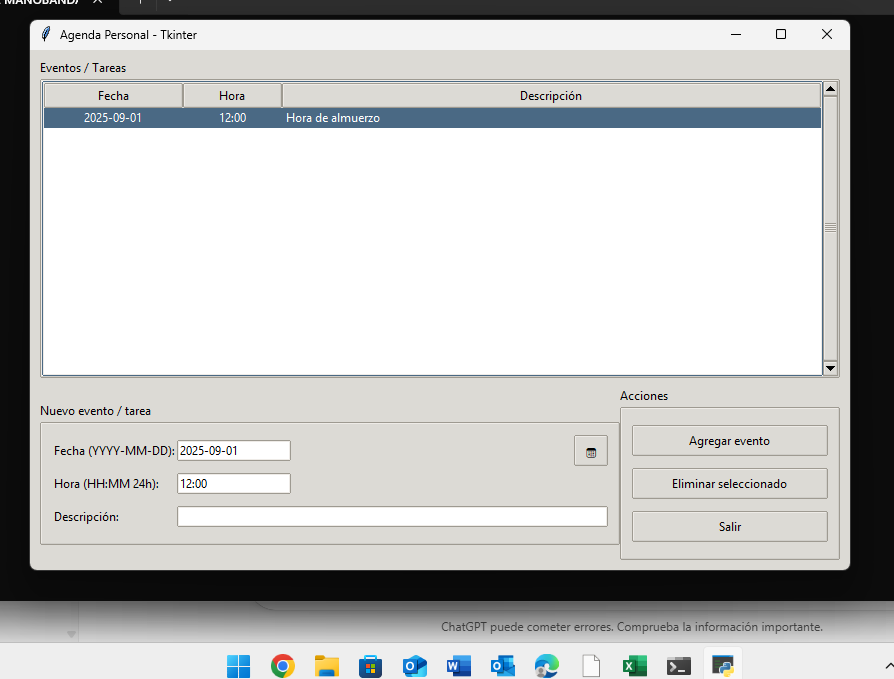 MANOBANDA
Agenda Personal - Tkinter
Eventos / Tareas
Fecha Hora Descripción
2025-09-01 12:00 Hora de almuerzo
Acciones
Nuevo evento / tarea
Fecha (YYYY-MM-DD): 2025-09-01
Agregar evento
Hora (HH:MM 24h): 12:00
Eliminar seleccionado
Descripción:
Salir
ChatGPT puede cometer errores. Comprueba la información importante.